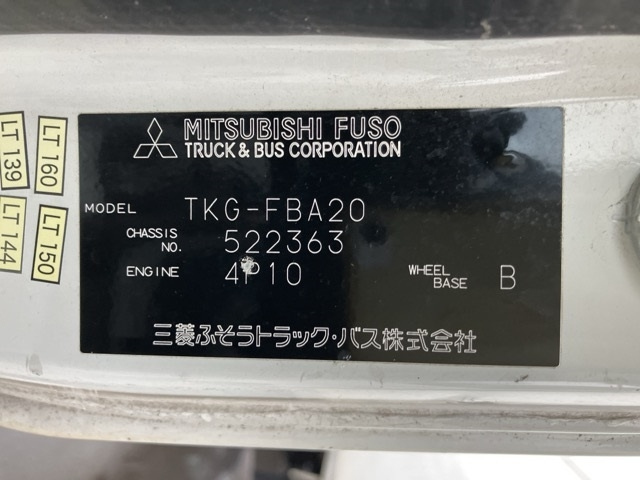 MITSUBISHI FUSO
TRUCK & BUS CORPORATION
MODEL TKG-FBA20
CHASSIS NO. 522363
ENGINE 4P10
WHEEL BASE B
三菱ふそうトラック・バス株式会社
LT 139
LT 160
LT 144
LT 150